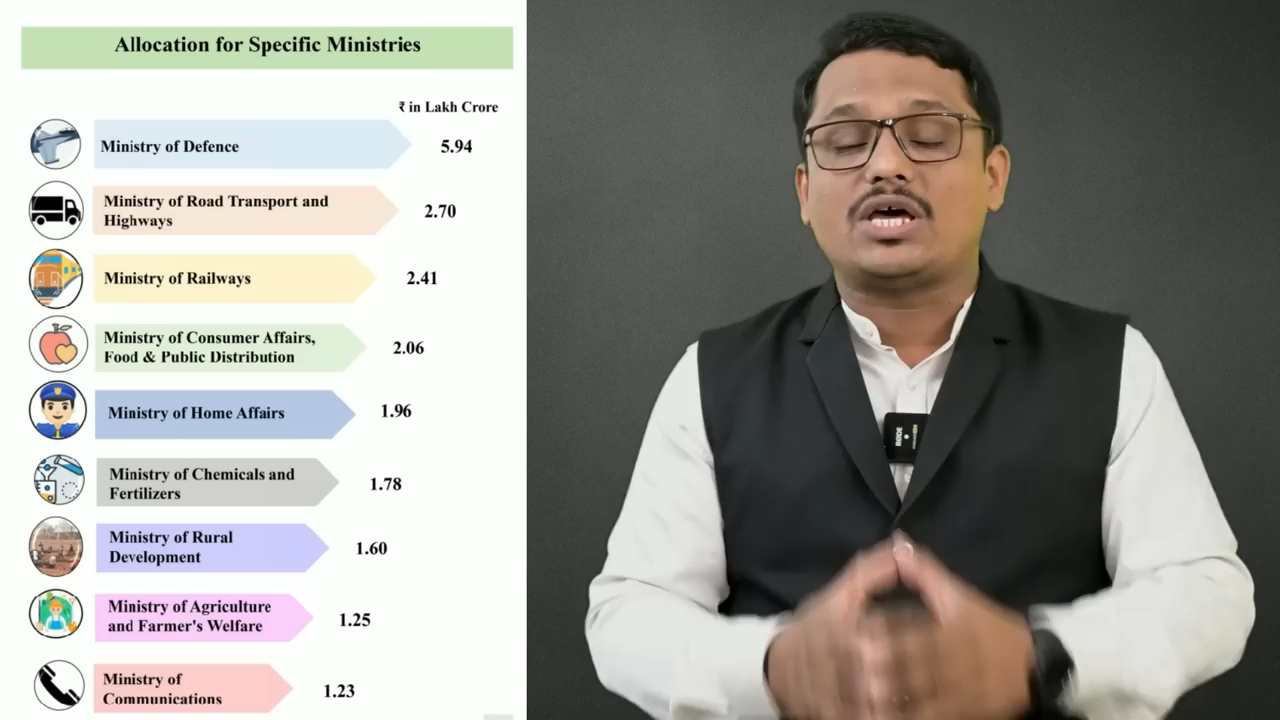 Allocation for Specific Ministries
₹ in Lakh Crore
Ministry of Defence
5.94
Ministry of Road Transport and
Highways
2.70
Ministry of Railways
2.41
Ministry of Consumer Affairs,
Food & Public Distribution
2.06
Ministry of Home Affairs
1.96
Ministry of Chemicals and
Fertilizers
1.78
Ministry of Rural
Development
1.60
Ministry of Agriculture
and Farmer's Welfare
1.25
Ministry of
Communications
1.23
RODE